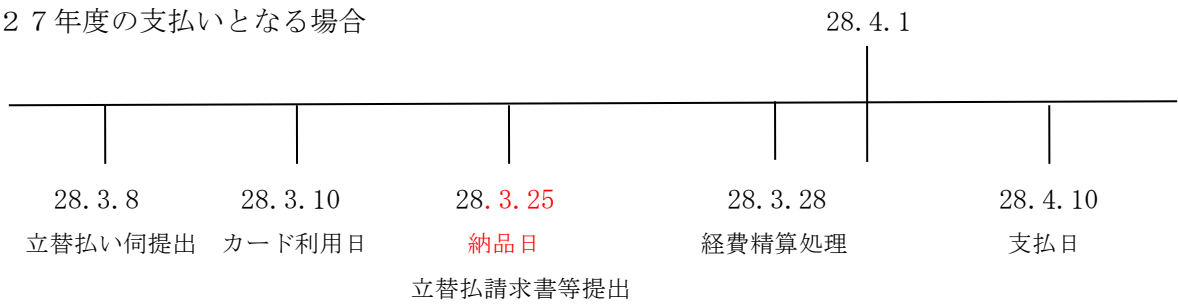 ２７年度の支払いとなる場合
28.4.1
28.3.8
28.3.10
28.3.25
28.3.28
28.4.10
立替払い伺提出
カード利用日
納品日
経費精算処理
支払日
立替払請求書等提出